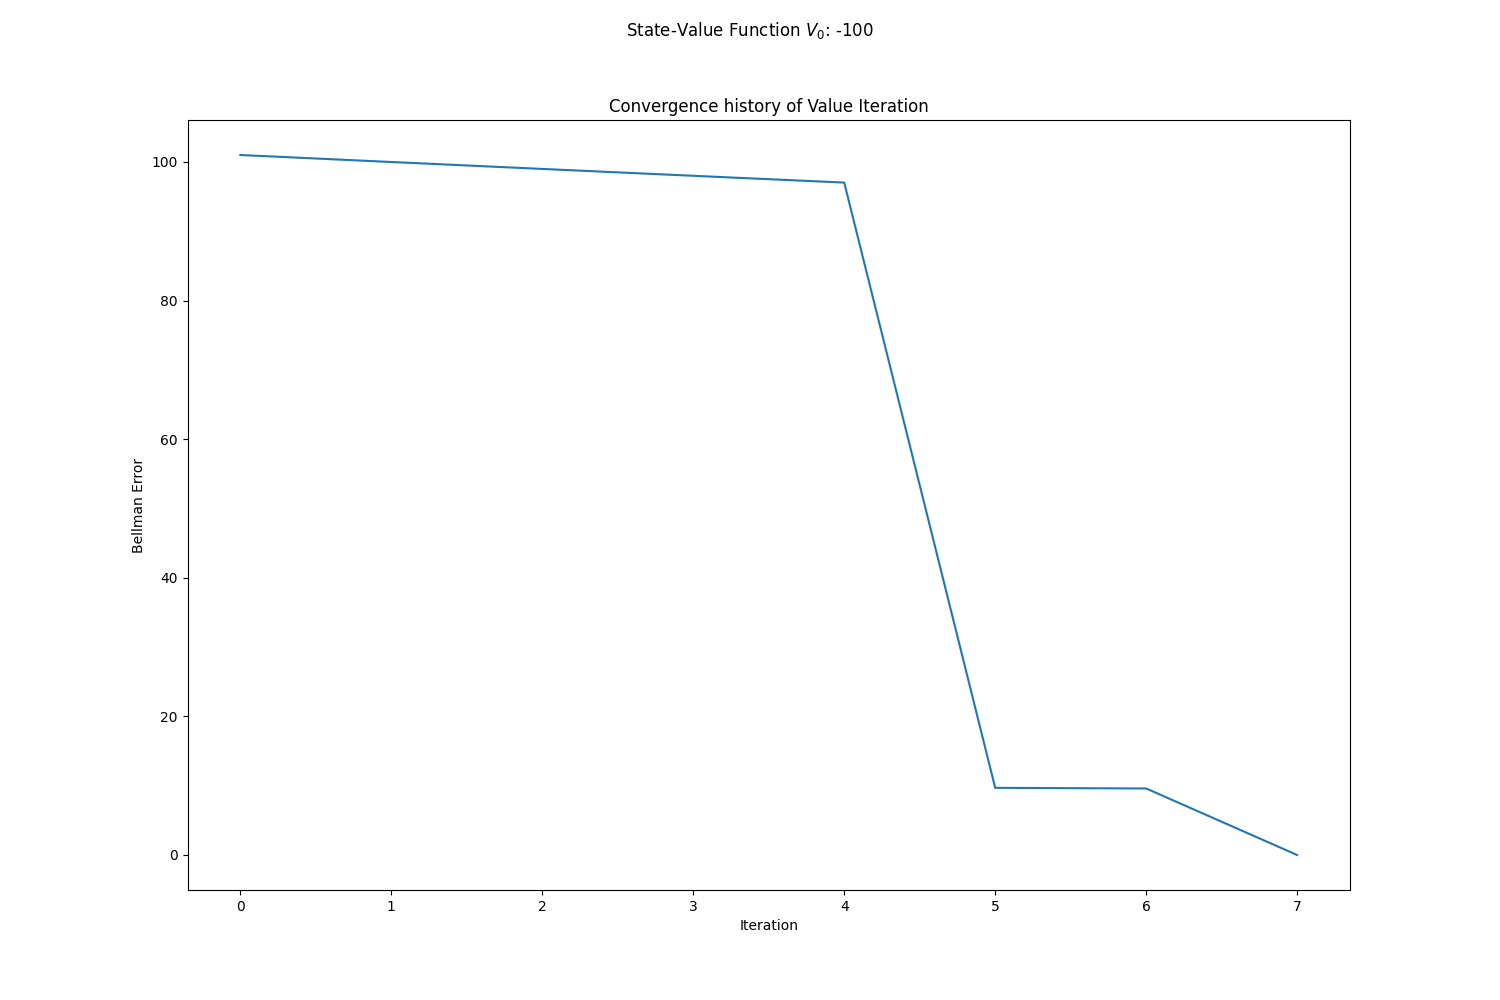 State-Value Function V₀: -100
Convergence history of Value Iteration
100
80
60
40
20
0
Bellman Error
0 1 2 3 4 5 6 7
Iteration